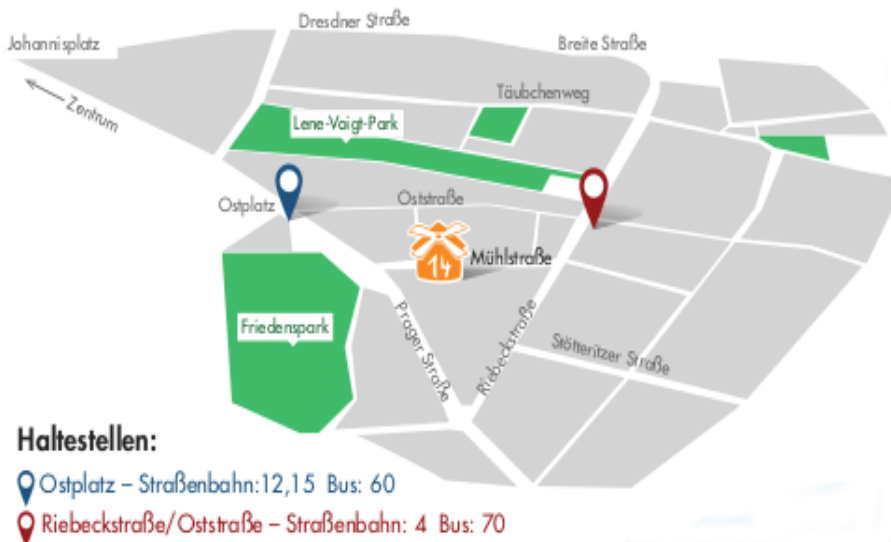 Dresdner Straße
Johannisplatz
Breite Straße
Zentrum
Täubchenweg
Lene-Voigt-Park
Ostplatz
Oststraße
14
Mühlstraße
Friedenspark
Prager Straße
Riebeckstraße
Stötteritzer Straße
Haltestellen:
Ostplatz – Straßenbahn:12,15 Bus: 60
Riebeckstraße/Oststraße – Straßenbahn: 4 Bus: 70